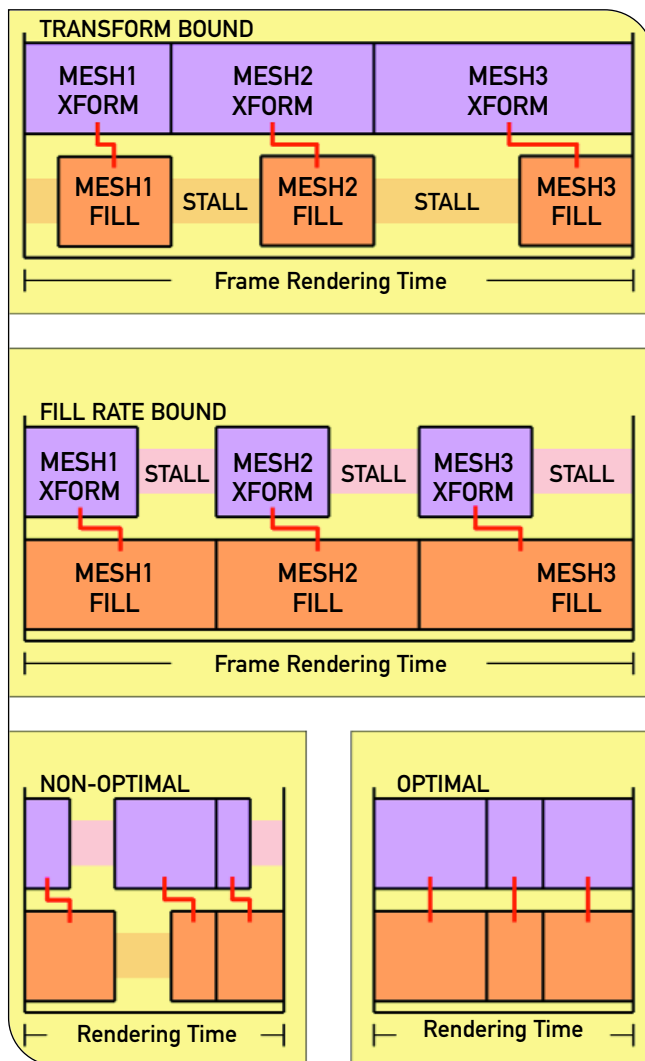 TRANSFORM BOUND
MESH1 MESH2 MESH3
XFORM XFORM XFORM
MESH1 STALL MESH2 STALL MESH3
FILL FILL FILL
Frame Rendering Time
FILL RATE BOUND
MESH1 STALL MESH2 STALL MESH3 STALL
XFORM XFORM XFORM
MESH1 MESH2 MESH3
FILL FILL FILL
Frame Rendering Time
NON-OPTIMAL
Rendering Time
OPTIMAL
Rendering Time